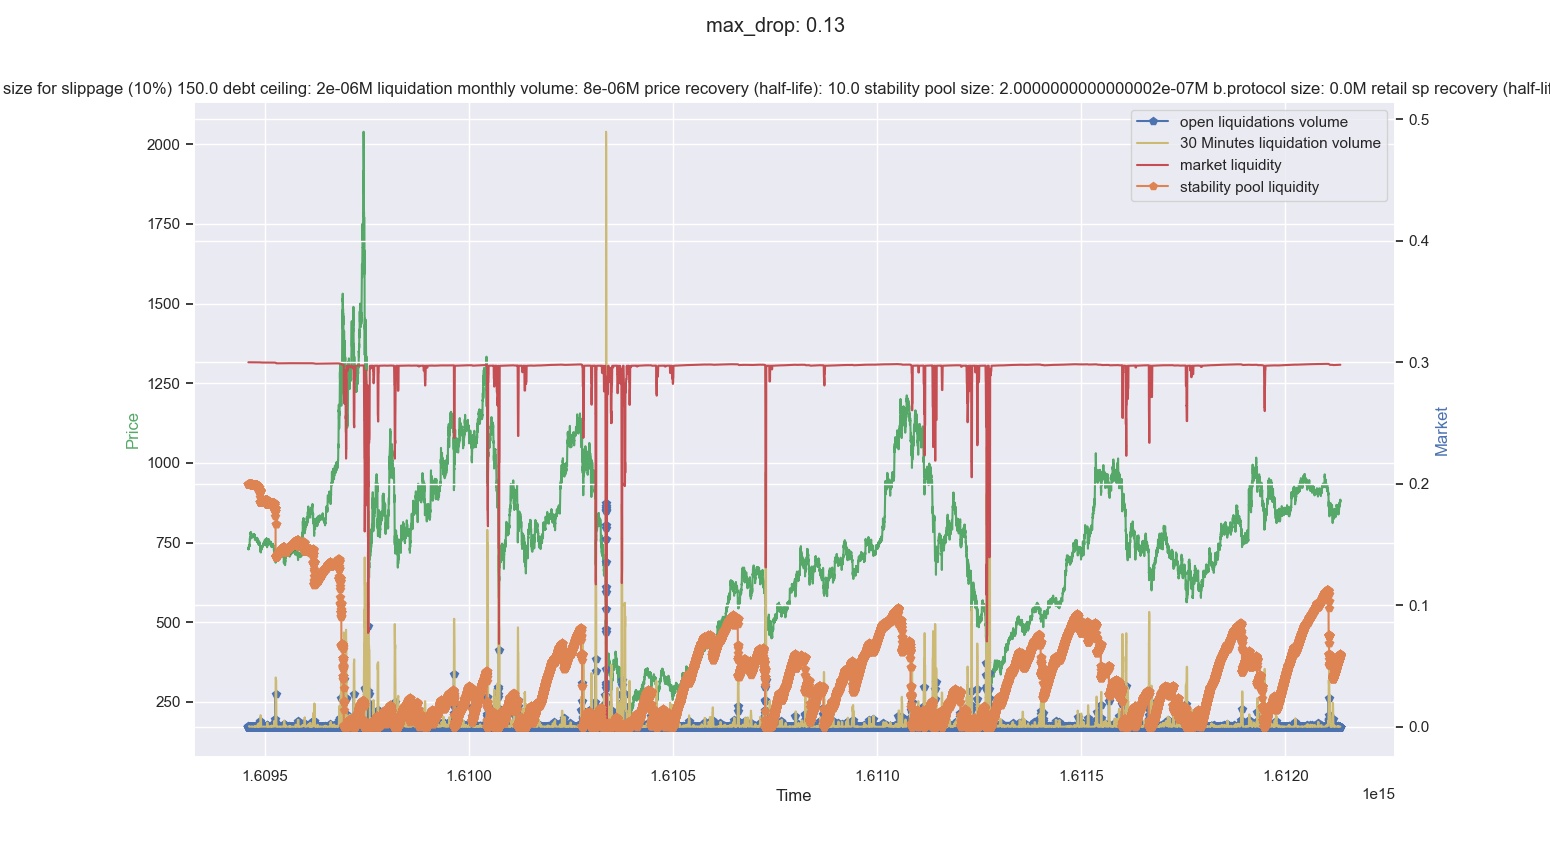 max_drop: 0.13
size for slippage (10%) 150.0 debt ceiling: 2e-06M liquidation monthly volume: 8e-06M price recovery (half-life): 10.0 stability pool size: 2.0000000000000002e-07M b.protocol size: 0.0M retail sp recovery (half-lif
open liquidations volume
30 Minutes liquidation volume
market liquidity
stability pool liquidity
2000
1750
1500
1250
1000
750
500
250
Price
0.5
0.4
0.3
0.2
0.1
0.0
Market
1.6095 1.6100 1.6105 1.6110 1.6115 1.6120
1e15
Time